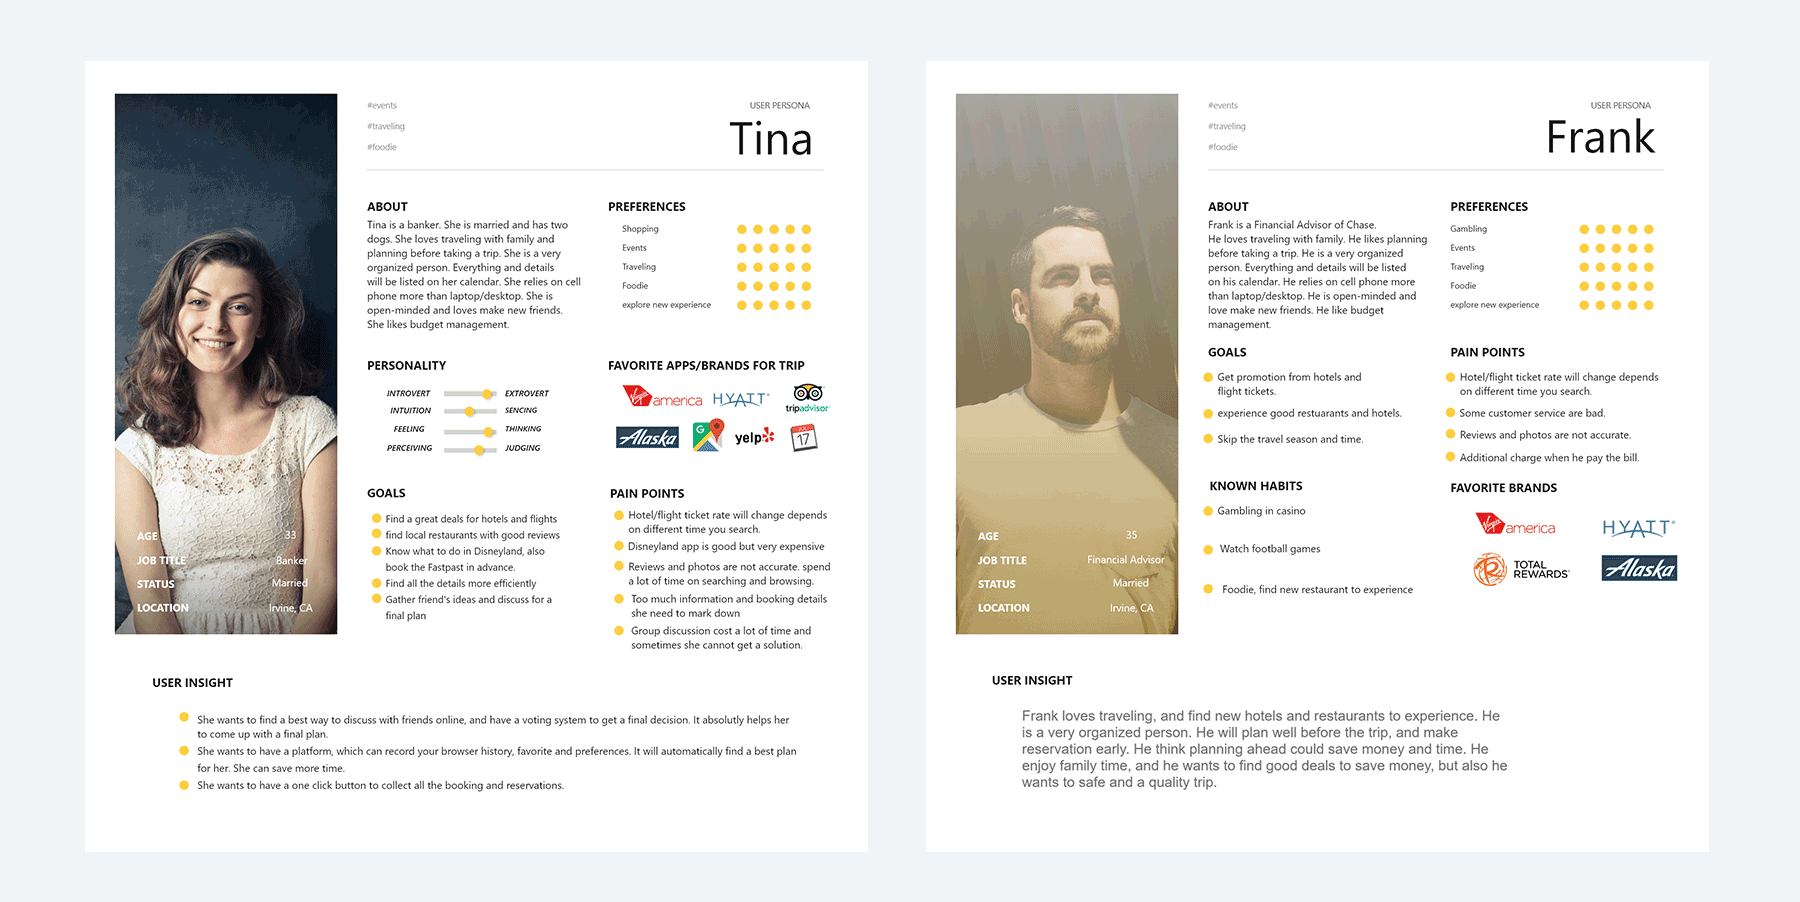 #events
#traveling
#foodie
USER PERSONA
Tina
ABOUT
Tina is a banker. She is married and has two
dogs. She loves traveling with family and
planning before taking a trip. She is a very
organized person. Everything and details
will be listed on her calendar. She relies on cell
phone more than laptop/desktop. She is
open-minded and loves make new friends.
She likes budget management.
PREFERENCES
Shopping
Events
Traveling
Foodie
explore new experience
PERSONALITY
INTROVERT EXTROVERT
INTUITION SENCING
FEELING THINKING
PERCEIVING JUDGING
FAVORITE APPS/BRANDS FOR TRIP
Virgin america
HYATT
tripadvisor
Alaska
G
yelp
JUL
17
GOALS
Find a great deals for hotels and flights
find local restaurants with good reviews
Know what to do in Disneyland, also
book the Fastpast in advance.
Find all the details more efficiently
Gather friend's ideas and discuss for a
final plan
PAIN POINTS
Hotel/flight ticket rate will change depends
on different time you search.
Disneyland app is good but very expensive
Reviews and photos are not accurate. spend
a lot of time on searching and browsing.
Too much information and booking details
she need to mark down
Group discussion cost a lot of time and
sometimes she cannot get a solution.
AGE 33
JOB TITLE Banker
STATUS Married
LOCATION Irvine, CA
USER INSIGHT
She wants to find a best way to discuss with friends online, and have a voting system to get a final decision. It absolutly helps her
to come up with a final plan.
She wants to have a platform, which can record your browser history, favorite and preferences. It will automatically find a best plan
for her. She can save more time.
She wants to have a one click button to collect all the booking and reservations.
#events
#traveling
#foodie
USER PERSONA
Frank
ABOUT
Frank is a Financial Advisor of Chase.
He loves traveling with family. He likes planning
before taking a trip. He is a very organized
person. Everything and details will be listed
on his calendar. He relies on cell phone more
than laptop/desktop. He is open-minded and
love make new friends. He like budget
management.
PREFERENCES
Gambling
Events
Traveling
Foodie
explore new experience
GOALS
Get promotion from hotels and
flight tickets.
experience good restuarants and hotels.
Skip the travel season and time.
PAIN POINTS
Hotel/flight ticket rate will change depends
on different time you search.
Some customer service are bad.
Reviews and photos are not accurate.
Additional charge when he pay the bill.
KNOWN HABITS
Gambling in casino
Watch football games
Foodie, find new restaurant to experience
FAVORITE BRANDS
Virgin america
HYATT
TOTAL
REWARDS
Alaska
AGE 35
JOB TITLE Financial Advisor
STATUS Married
LOCATION Irvine, CA
USER INSIGHT
Frank loves traveling, and find new hotels and restaurants to experience. He
is a very organized person. He will plan well before the trip, and make
reservation early. He think planning ahead could save money and time. He
enjoy family time, and he wants to find good deals to save money, but also he
wants to safe and a quality trip.